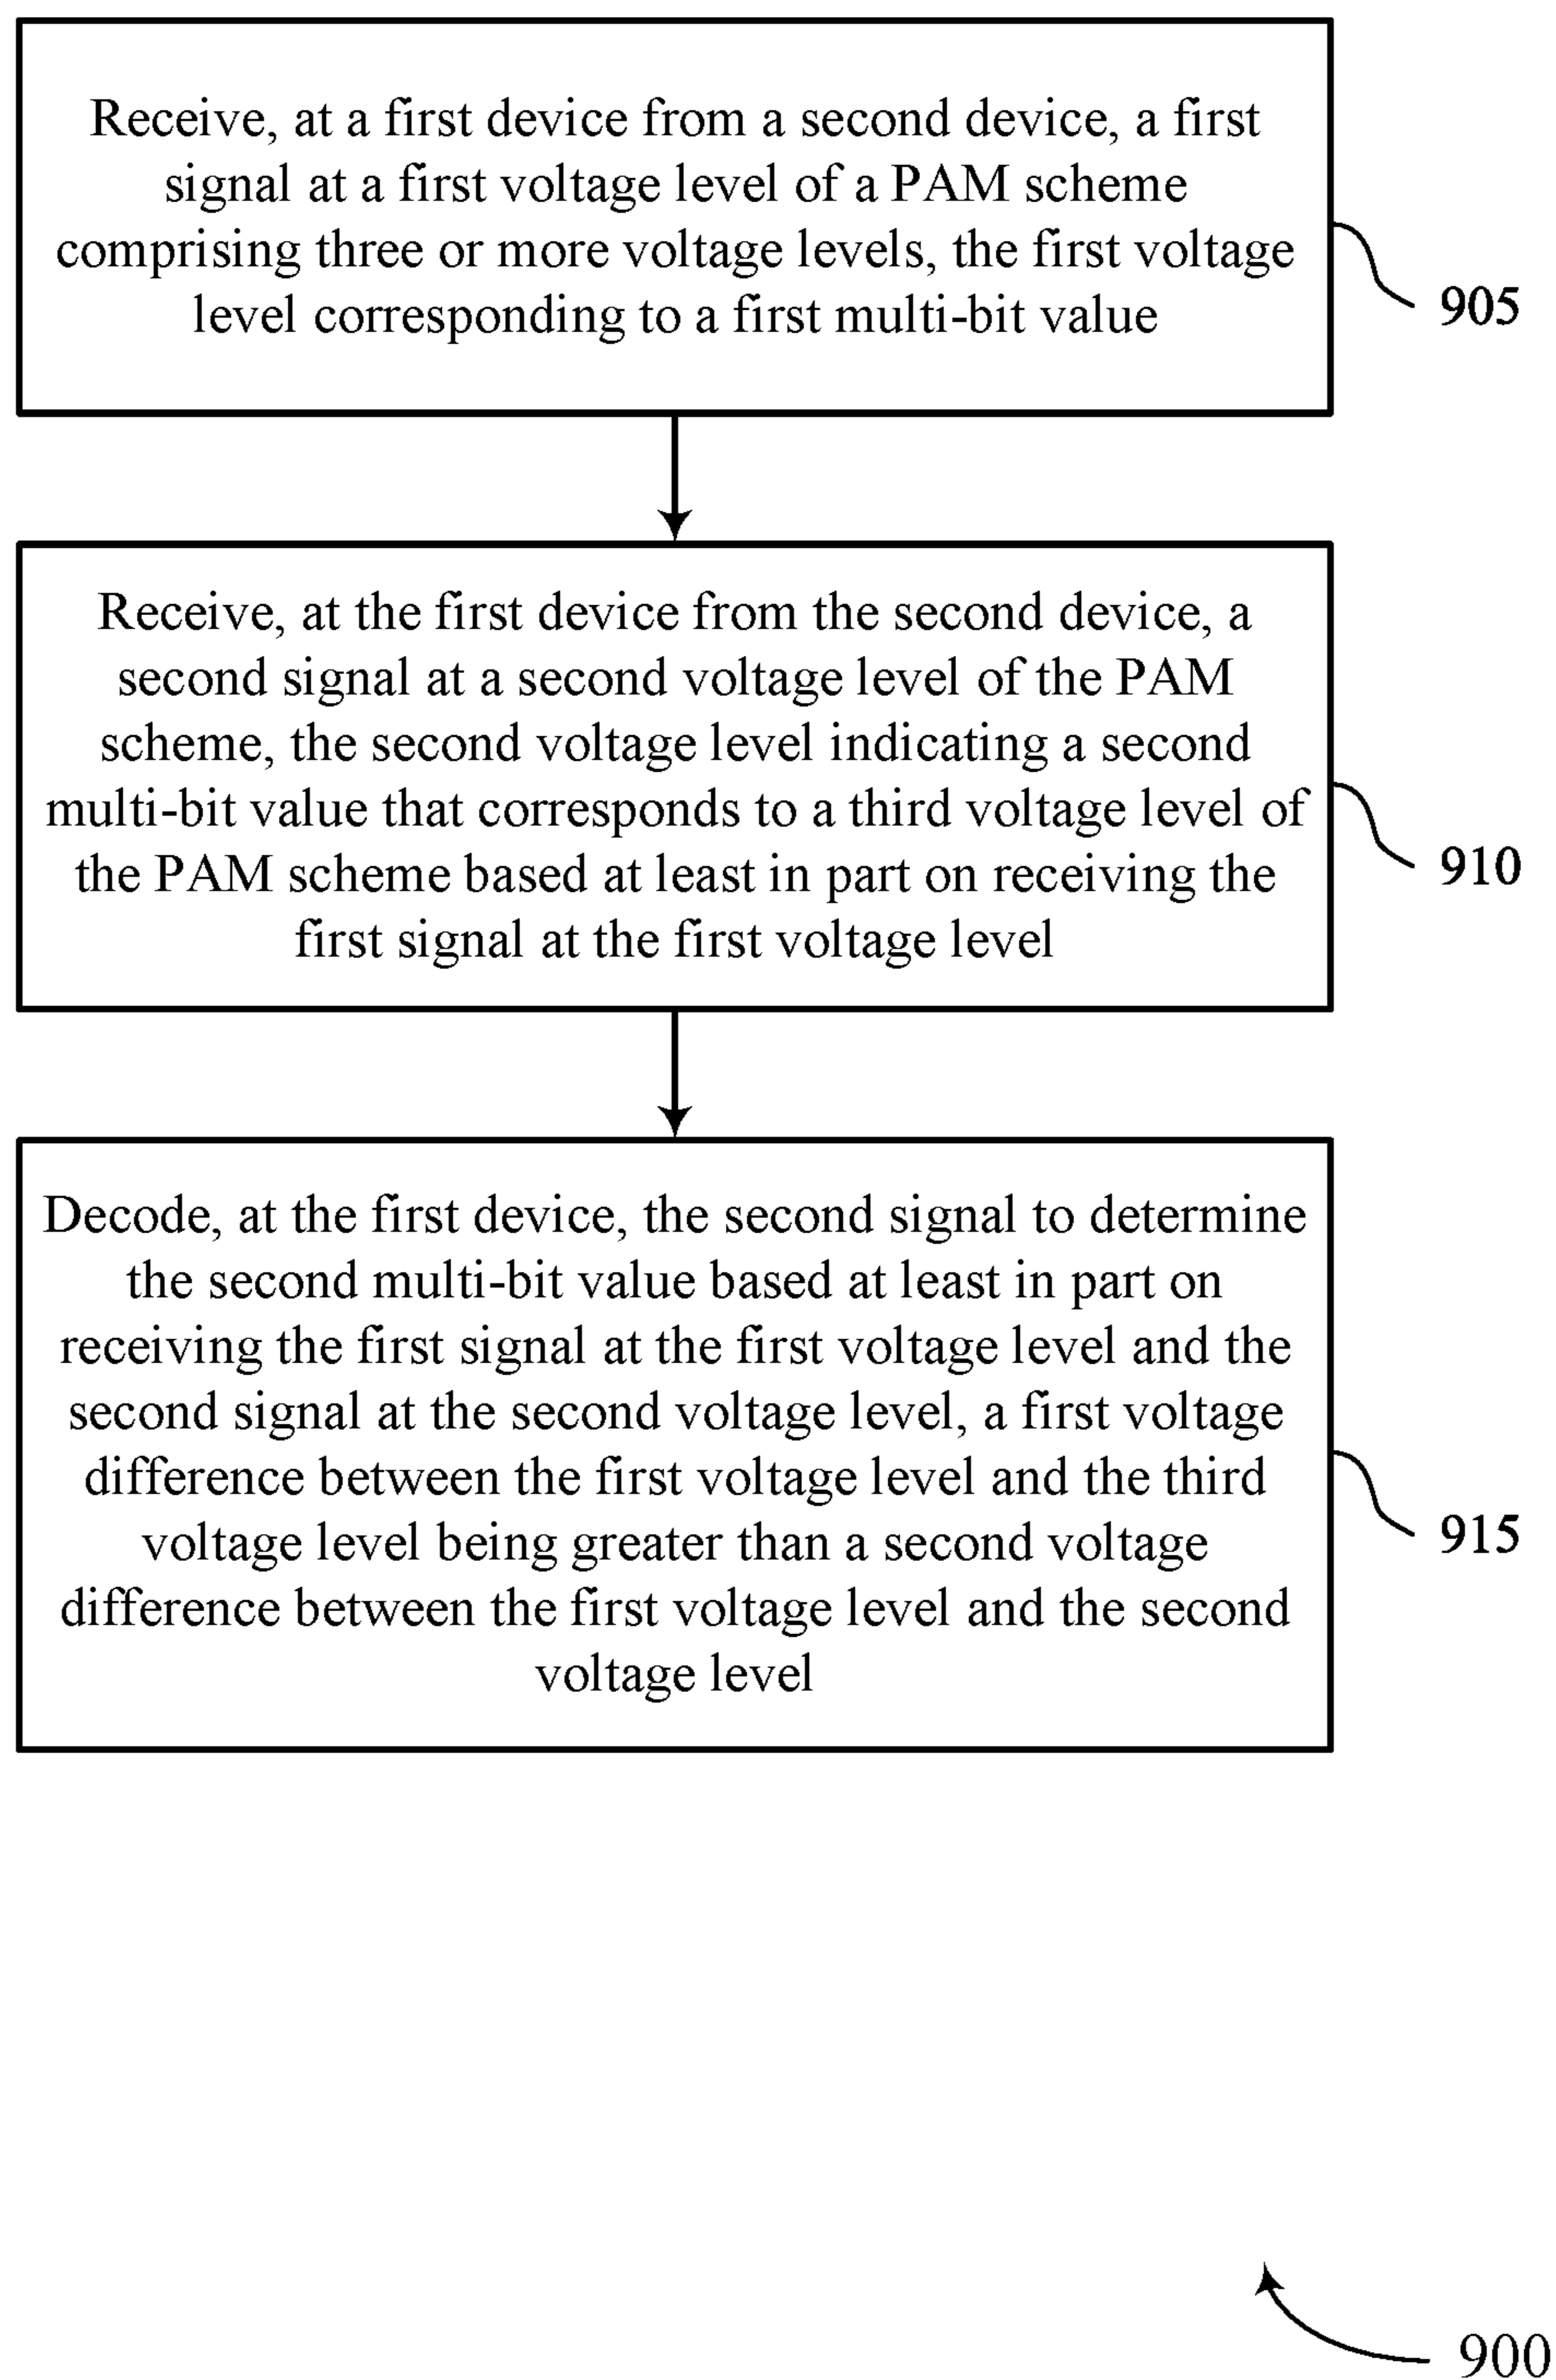 Receive, at a first device from a second device, a first
signal at a first voltage level of a PAM scheme
comprising three or more voltage levels, the first voltage
level corresponding to a first multi-bit value
905
Receive, at the first device from the second device, a
second signal at a second voltage level of the PAM
scheme, the second voltage level indicating a second
multi-bit value that corresponds to a third voltage level of
the PAM scheme based at least in part on receiving the
first signal at the first voltage level
910
Decode, at the first device, the second signal to determine
the second multi-bit value based at least in part on
receiving the first signal at the first voltage level and the
second signal at the second voltage level, a first voltage
difference between the first voltage level and the third
voltage level being greater than a second voltage
difference between the first voltage level and the second
voltage level
915
900